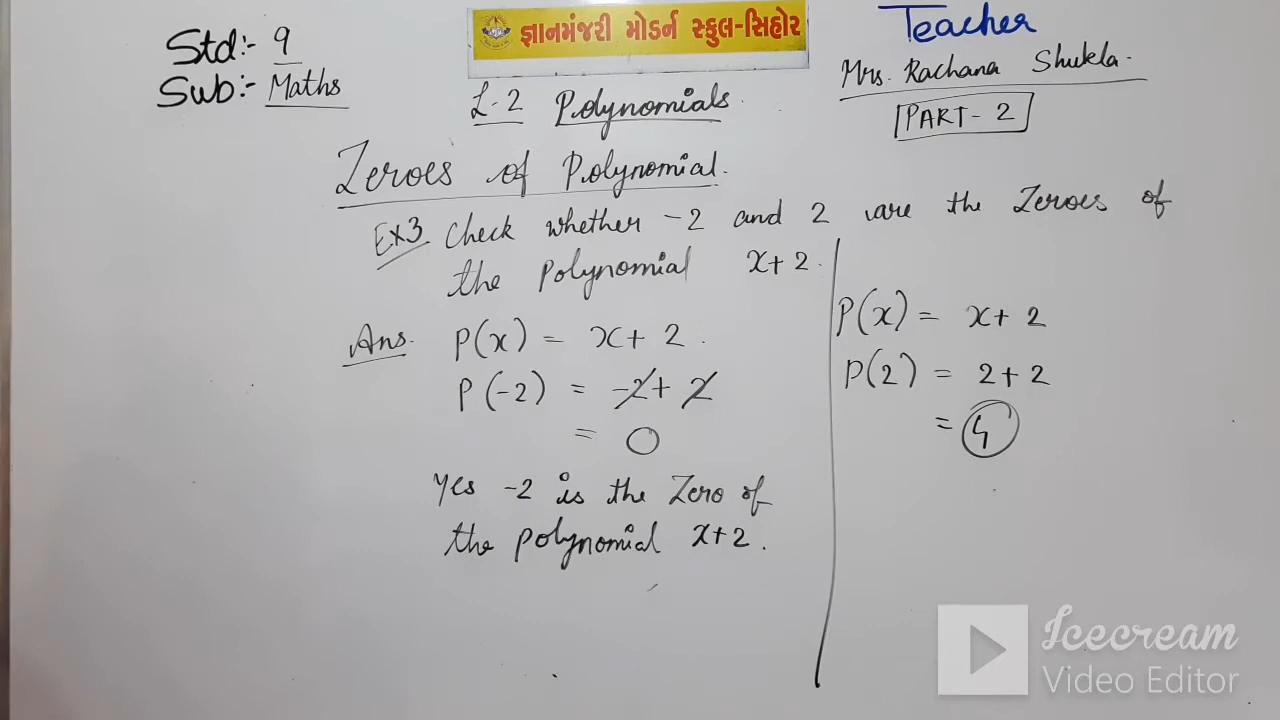 Std:- 9
Sub:- Maths
જ્ઞાનમંજરી મોડર્ન સ્કુલ-સિહોર
Teacher
Mrs. Rachana Shukla.
L-2 Polynomials.
PART-2
Zeroes of Polynomial.
Ex3. Check whether -2 and 2 are the Zeroes of
the Polynomial x+2.
Ans. P(x) = x+ 2.
P(-2) = -2+ 2
= 0
Yes -2 is the Zero of
the polynomial x+2.
P(x) = x+ 2
P(2) = 2+ 2
= 4
Icecream
Video Editor